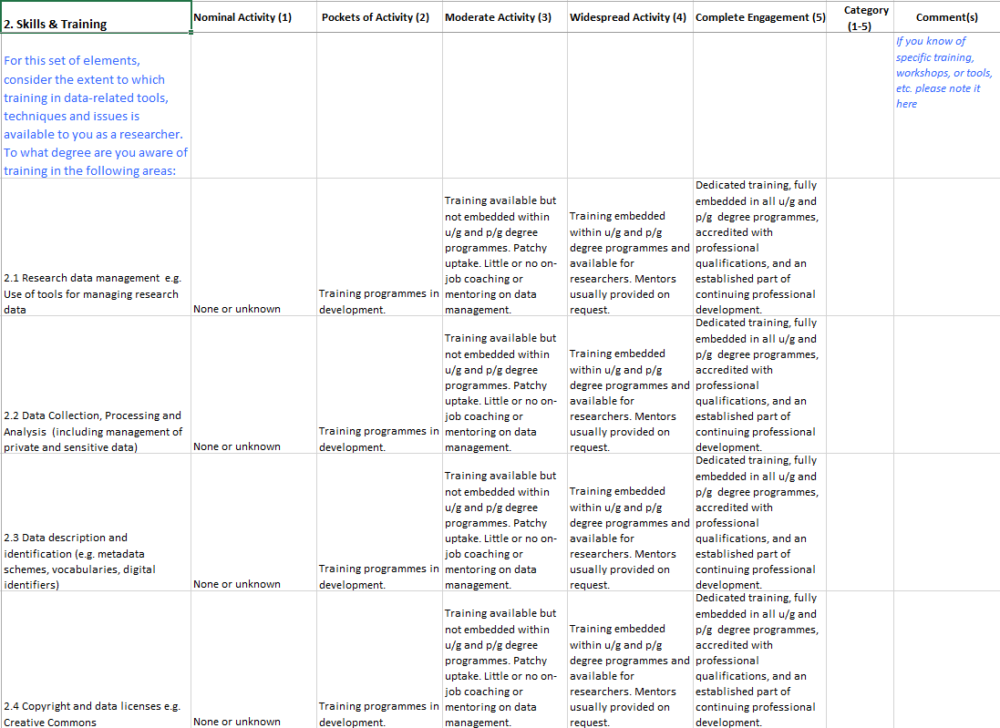 2. Skills & Training
Nominal Activity (1)
Pockets of Activity (2)
Moderate Activity (3)
Widespread Activity (4)
Complete Engagement (5)
Category
(1-5)
Comment(s)
For this set of elements,
consider the extent to which
training in data-related tools,
techniques and issues is
available to you as a researcher.
To what degree are you aware of
training in the following areas:
If you know of
specific training,
workshops, or tools,
etc. please note it
here
2.1 Research data management  e.g.
Use of tools for managing research
data
None or unknown
Training programmes in
development.
Training available but
not embedded within
u/g and p/g degree
programmes. Patchy
uptake. Little or no on-
job coaching or
mentoring on data
management.
Training embedded
within u/g and p/g
degree programmes and
available for
researchers. Mentors
usually provided on
request.
Dedicated training, fully
embedded in all u/g and
p/g  degree programmes,
accredited with
professional
qualifications, and an
established part of
continuing professional
development.
2.2 Data Collection, Processing and
Analysis  (including management of
private and sensitive data)
None or unknown
Training programmes in
development.
Training available but
not embedded within
u/g and p/g degree
programmes. Patchy
uptake. Little or no on-
job coaching or
mentoring on data
management.
Training embedded
within u/g and p/g
degree programmes and
available for
researchers. Mentors
usually provided on
request.
Dedicated training, fully
embedded in all u/g and
p/g  degree programmes,
accredited with
professional
qualifications, and an
established part of
continuing professional
development.
2.3 Data description and
identification (e.g. metadata
schemes, vocabularies, digital
identifiers)
None or unknown
Training programmes in
development.
Training available but
not embedded within
u/g and p/g degree
programmes. Patchy
uptake. Little or no on-
job coaching or
mentoring on data
management.
Training embedded
within u/g and p/g
degree programmes and
available for
researchers. Mentors
usually provided on
request.
Dedicated training, fully
embedded in all u/g and
p/g  degree programmes,
accredited with
professional
qualifications, and an
established part of
continuing professional
development.
2.4 Copyright and data licenses e.g.
Creative Commons
None or unknown
Training programmes in
development.
Training available but
not embedded within
u/g and p/g degree
programmes. Patchy
uptake. Little or no on-
job coaching or
mentoring on data
management.
Training embedded
within u/g and p/g
degree programmes and
available for
researchers. Mentors
usually provided on
request.
Dedicated training, fully
embedded in all u/g and
p/g  degree programmes,
accredited with
professional
qualifications, and an
established part of
continuing professional
development.